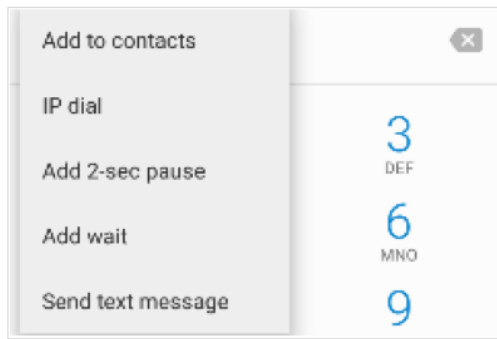 Add to contacts
IP dial
3
DEF
Add 2-sec pause
6
Add wait
MNO
Send text message
9